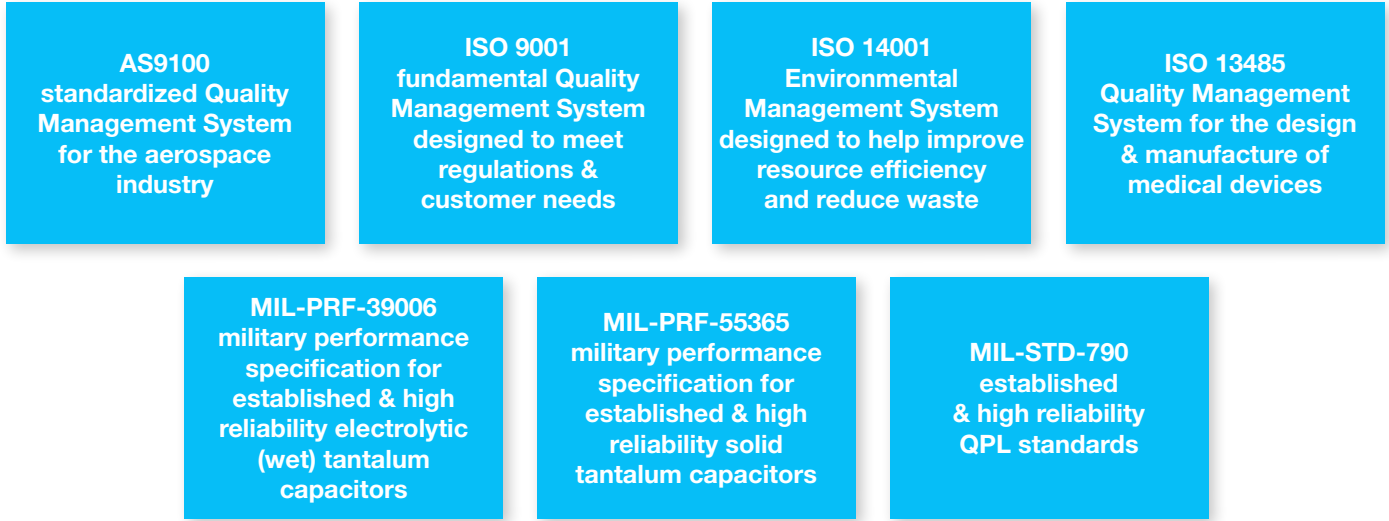 AS9100
standardized Quality
Management System
for the aerospace
industry
ISO 9001
fundamental Quality
Management System
designed to meet
regulations &
customer needs
ISO 14001
Environmental
Management System
designed to help improve
resource efficiency
and reduce waste
ISO 13485
Quality Management
System for the design
& manufacture of
medical devices
MIL-PRF-39006
military performance
specification for
established & high
reliability electrolytic
(wet) tantalum
capacitors
MIL-PRF-55365
military performance
specification for
established & high
reliability solid
tantalum capacitors
MIL-STD-790
established
& high reliability
QPL standards